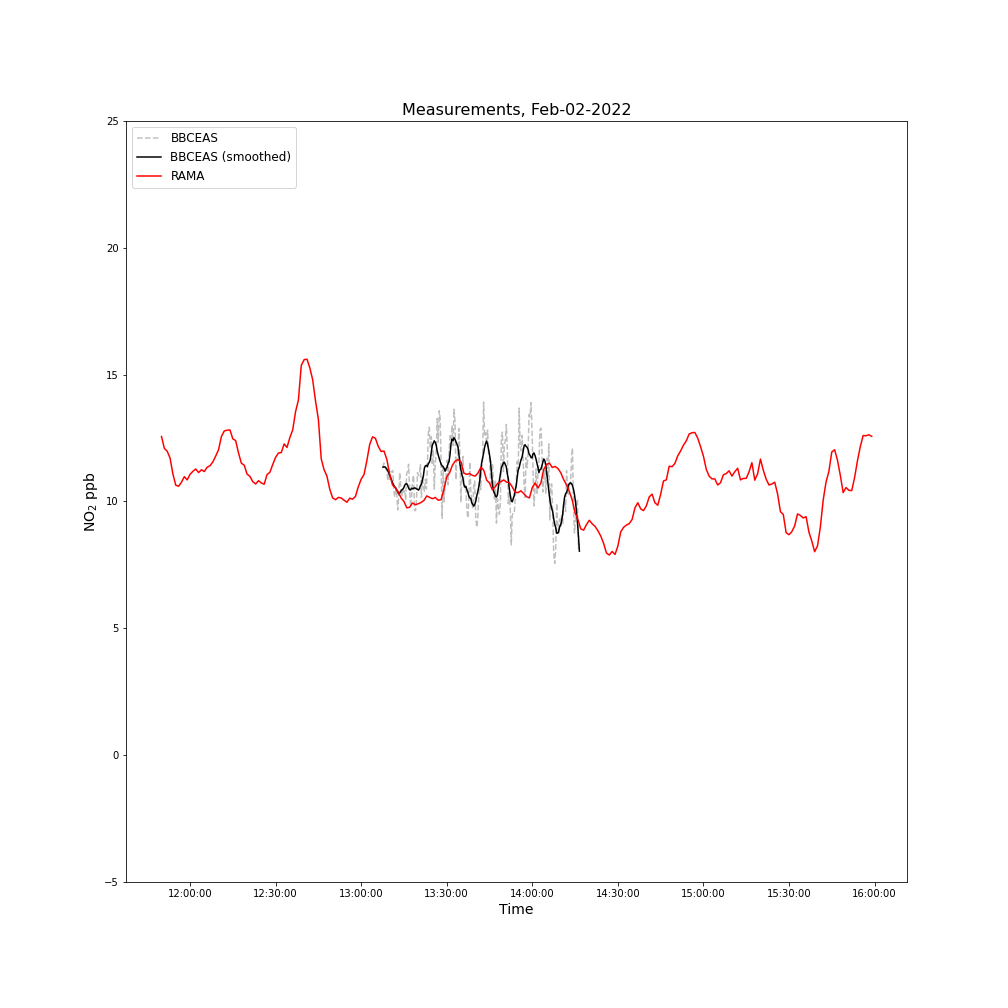 Measurements, Feb-02-2022
BBCEAS
BBCEAS (smoothed)
RAMA
NO₂ ppb
25
20
15
10
5
0
−5
12:00:00 12:30:00 13:00:00 13:30:00 14:00:00 14:30:00 15:00:00 15:30:00 16:00:00
Time